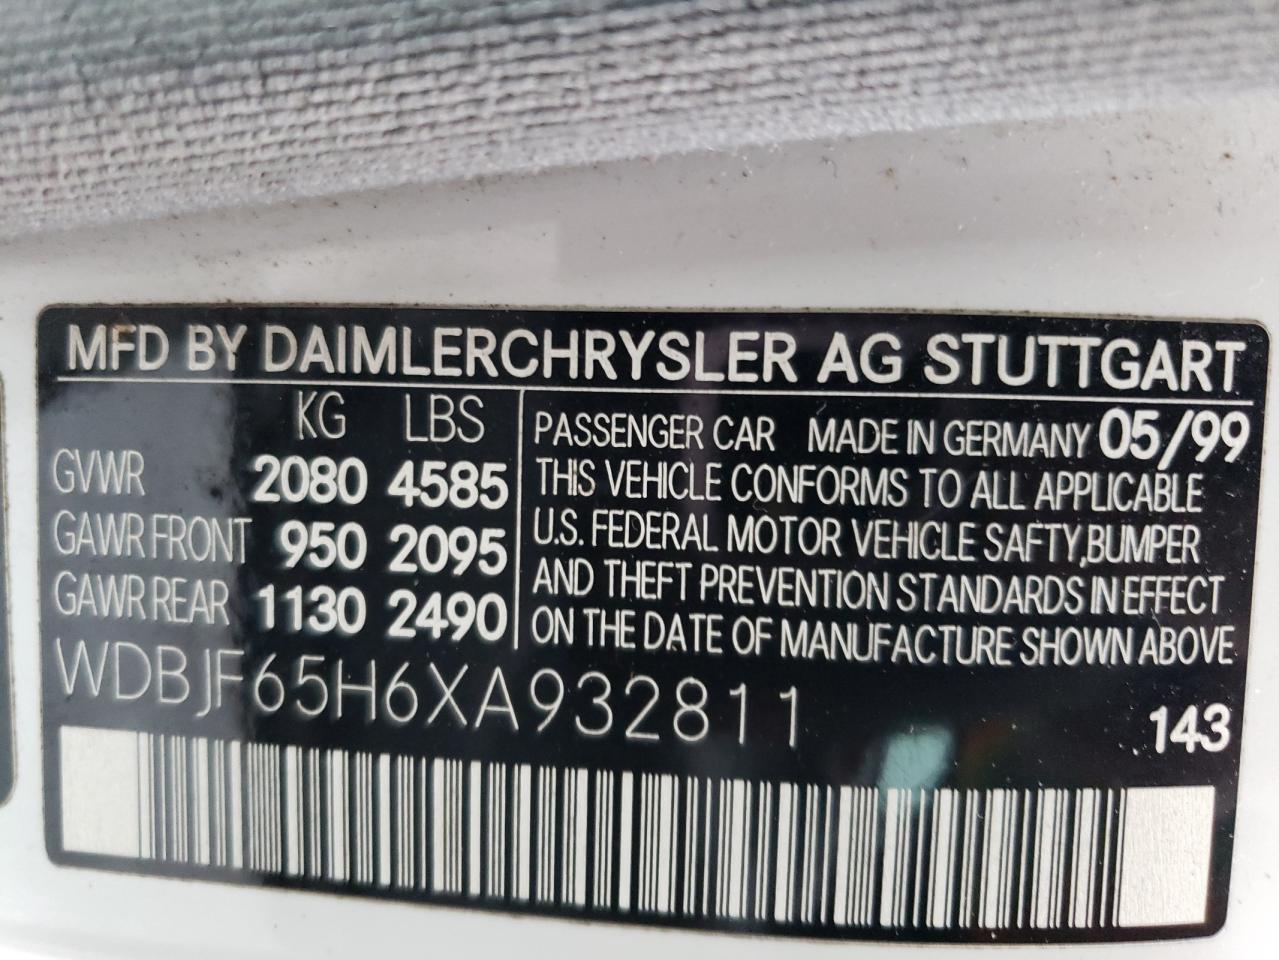 MFD BY DAIMLERCHRYSLER AG STUTTGART
KG LBS
GVWR 2080 4585
GAWR FRONT 950 2095
GAWR REAR 1130 2490
PASSENGER CAR MADE IN GERMANY 05/99
THIS VEHICLE CONFORMS TO ALL APPLICABLE
U.S. FEDERAL MOTOR VEHICLE SAFTY,BUMPER
AND THEFT PREVENTION STANDARDS IN EFFECT
ON THE DATE OF MANUFACTURE SHOWN ABOVE
WDBJF65H6XA932811
143